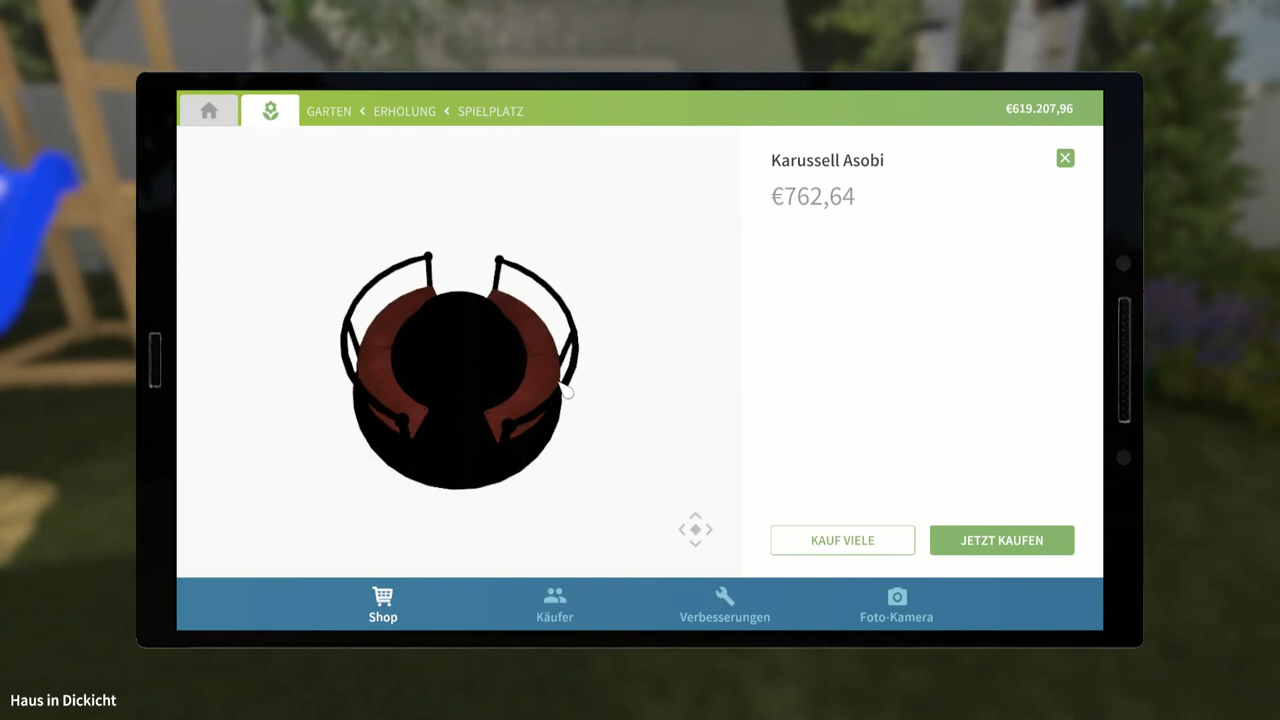 GARTEN < ERHOLUNG < SPIELPLATZ
€619.207,96
Karussell Asobi
€762,64
KAUF VIELE
JETZT KAUFEN
Shop
Käufer
Verbesserungen
Foto-Kamera
Haus in Dickicht